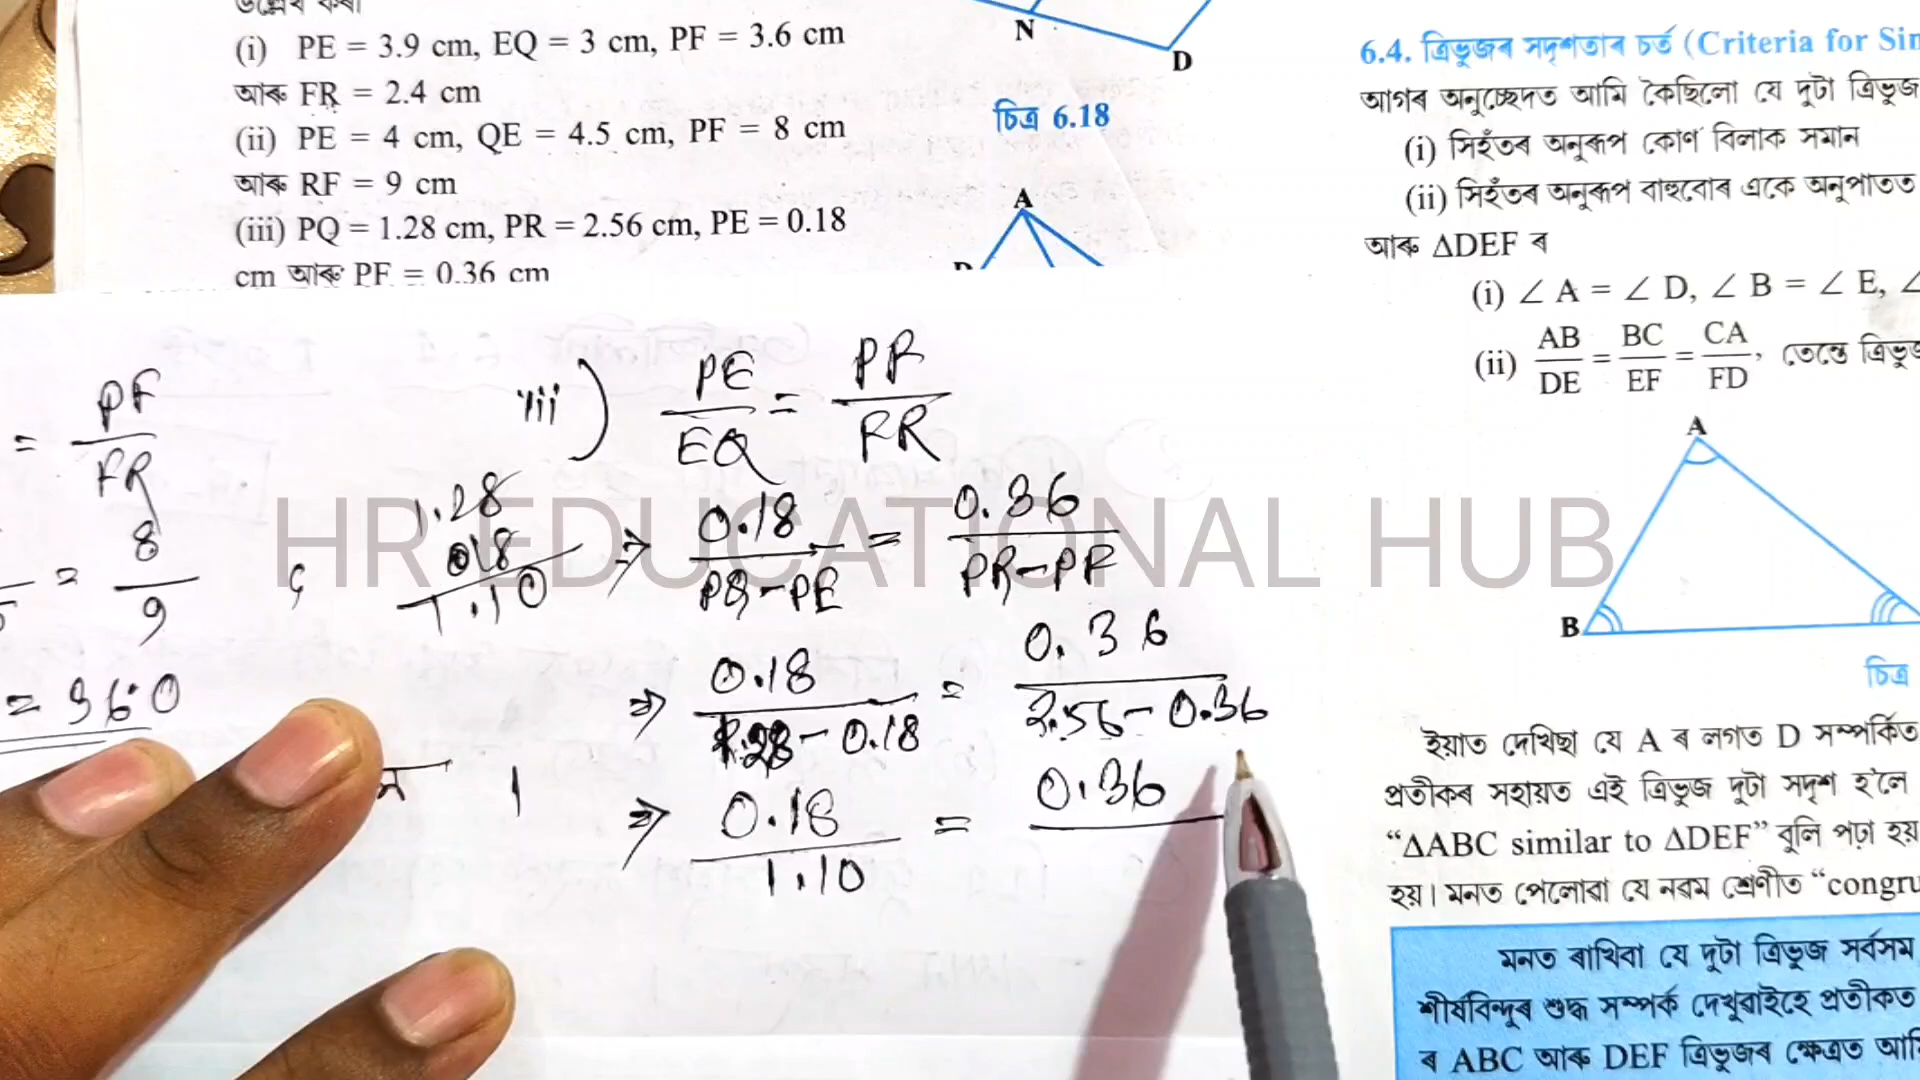 (i) PE = 3.9 cm, EQ = 3 cm, PF = 3.6 cm
আৰু FR = 2.4 cm
(ii) PE = 4 cm, QE = 4.5 cm, PF = 8 cm
আৰু RF = 9 cm
(iii) PQ = 1.28 cm, PR = 2.56 cm, PE = 0.18
cm আৰু PF = 0.36 cm
N
D
চিত্ৰ 6.18
A
6.4. ত্ৰিভুজৰ সদৃশতাৰ চৰ্ত (Criteria for Sim
আগৰ অনুচ্ছেদত আমি কৈছিলো যে দুটা ত্ৰিভুজ
(i) সিহঁতৰ অনুৰূপ কোণ বিলাক সমান
(ii) সিহঁতৰ অনুৰূপ বাহুবোৰ একে অনুপাতত
আৰু ΔDEF ৰ
(i) ∠ A = ∠ D, ∠ B = ∠ E, ∠
(ii) AB/DE = BC/EF = CA/FD, তেন্তে ত্ৰিভুজ
A
B
চিত্ৰ
ইয়াত দেখিছা যে A ৰ লগত D সম্পৰ্কিত
প্ৰতীকৰ সহায়ত এই ত্ৰিভুজ দুটা সদৃশ হ'লে
“ΔABC similar to ΔDEF” বুলি পঢ়া হয়
হয়। মনত পেলোৱা যে নৱম শ্ৰেণীত “congru
মনত ৰাখিবা যে দুটা ত্ৰিভুজ সৰ্বসম
শীৰ্ষবিন্দুৰ শুদ্ধ সম্পৰ্ক দেখুৱাইহে প্ৰতীকত
ৰ ABC আৰু DEF ত্ৰিভুজৰ ক্ষেত্ৰত আমি
= PF/FR
= 8/9
= 960
iii) PE/EQ = PF/FR
1.28
0.18
1.10
⇒ 0.18/PQ-PE = 0.36/PR-PF
⇒ 0.18/1.28-0.18 = 0.36/2.56-0.36
⇒ 0.18/1.10 = 0.36
HR EDUCATIONAL HUB